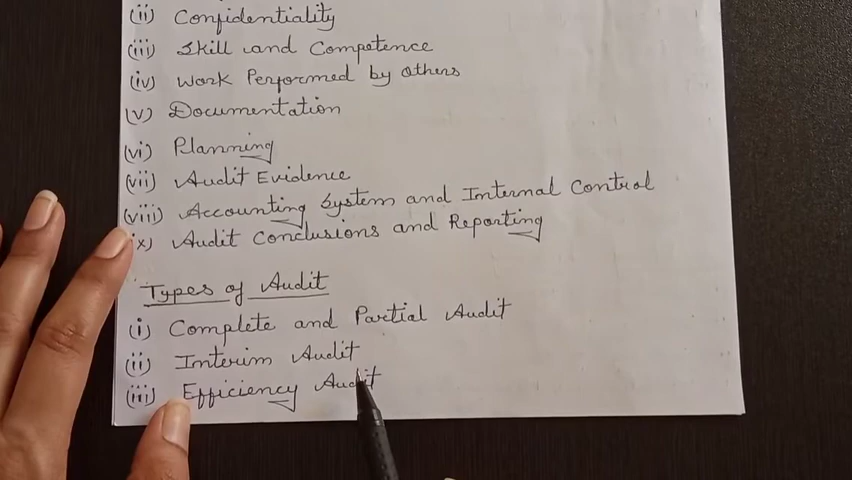 (ii) Confidentiality
(iii) Skill and Competence
(iv) Work Performed by Others
(v) Documentation
(vi) Planning
(vii) Audit Evidence
(viii) Accounting System and Internal Control
ix) Audit Conclusions and Reporting
Types of Audit
(i) Complete and Partial Audit
(ii) Interim Audit
(iii) Efficiency Audit